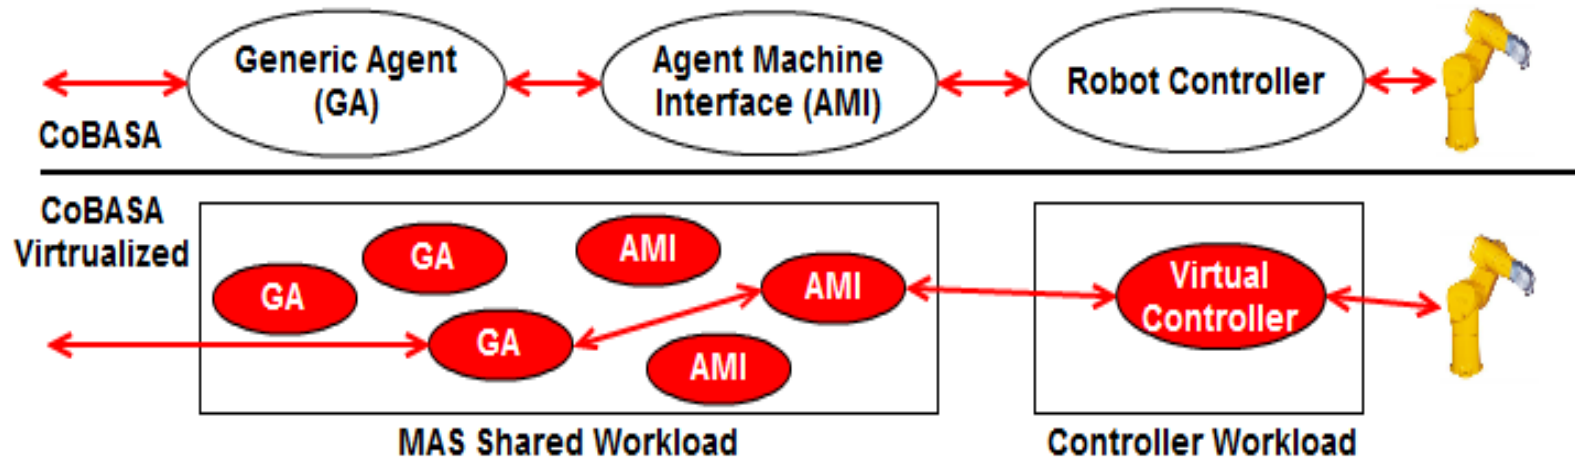 Generic Agent
(GA)
Agent Machine
Interface (AMI)
Robot Controller
CoBASA
CoBASA
Virtrualized
GA
GA
GA
AMI
AMI
AMI
Virtual
Controller
MAS Shared Workload
Controller Workload